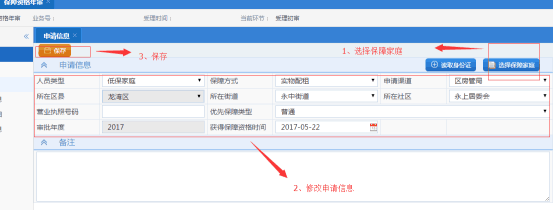 保障资格年审 ×
资格年审 业务号： 受理时间： 当前环节： 受理初审
申请信息 ×
保存 3、保存 1、选择保障家庭
申请信息 读取身份证 选择保障家庭
人员类型 低保家庭 保障方式 实物配租 申请渠道 区房管局
所在区县 龙湾区 所在街道 永中街道 所在社区 永上居委会
营业执照号码 优先保障类型 普通
审批年度 2017 获得保障资格时间 2017-05-22
备注
2、修改申请信息